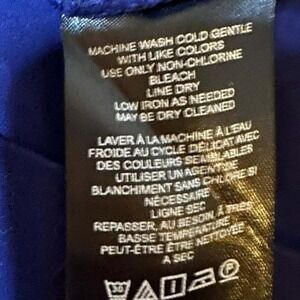 MACHINE WASH COLD GENTLE
WITH LIKE COLORS
USE ONLY NON-CHLORINE
BLEACH
LINE DRY
LOW IRON AS NEEDED
MAY BE DRY CLEANED
LAVER À LA MACHINE À L'EAU
FROIDE AU CYCLE DÉLICAT AVEC
DES COULEURS SEMBLABLES
UTILISER UN AGENT DE
BLANCHIMENT SANS CHLORE SI
NÉCESSAIRE
LIGNE SEC
REPASSER, AU BESOIN À TRÈS
BASSE TEMPÉRATURE
PEUT-ÊTRE ÊTRE NETTOYÉ
A SEC
30
P